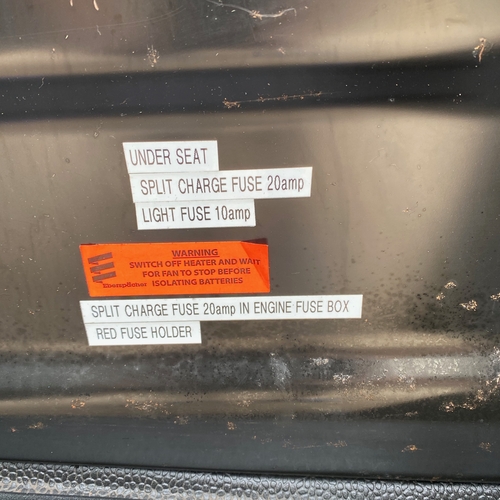 UNDER SEAT
SPLIT CHARGE FUSE 20amp
LIGHT FUSE 10amp
WARNING
SWITCH OFF HEATER AND WAIT
FOR FAN TO STOP BEFORE
ISOLATING BATTERIES
Eberspächer
SPLIT CHARGE FUSE 20amp IN ENGINE FUSE BOX
RED FUSE HOLDER